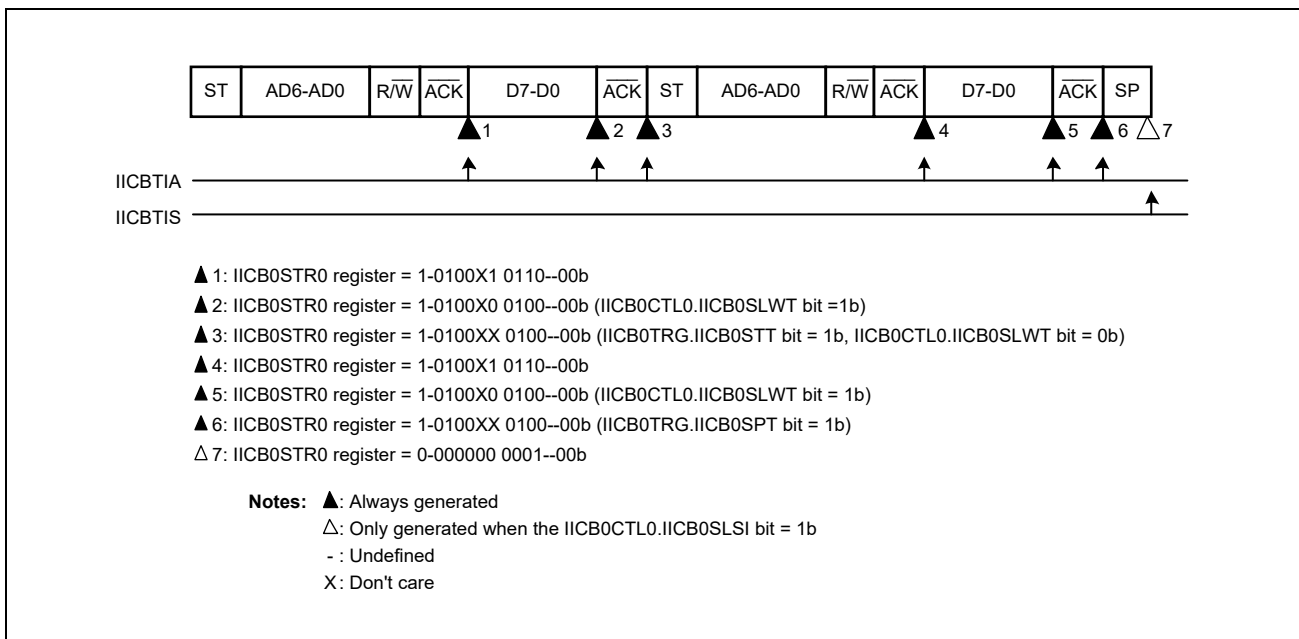 ST AD6-AD0 R/W̅ A̅C̅K̅ D7-D0 A̅C̅K̅ ST AD6-AD0 R/W̅ A̅C̅K̅ D7-D0 A̅C̅K̅ SP
▲1 ▲2 ▲3 ▲4 ▲5 ▲6 △7
IICBTIA
IICBTIS
▲ 1: IICB0STR0 register = 1-0100X1 0110--00b
▲ 2: IICB0STR0 register = 1-0100X0 0100--00b (IICB0CTL0.IICB0SLWT bit =1b)
▲ 3: IICB0STR0 register = 1-0100XX 0100--00b (IICB0TRG.IICB0STT bit = 1b, IICB0CTL0.IICB0SLWT bit = 0b)
▲ 4: IICB0STR0 register = 1-0100X1 0110--00b
▲ 5: IICB0STR0 register = 1-0100X0 0100--00b (IICB0CTL0.IICB0SLWT bit = 1b)
▲ 6: IICB0STR0 register = 1-0100XX 0100--00b (IICB0TRG.IICB0SPT bit = 1b)
△ 7: IICB0STR0 register = 0-000000 0001--00b
Notes: ▲: Always generated
△: Only generated when the IICB0CTL0.IICB0SLSI bit = 1b
- : Undefined
X: Don't care